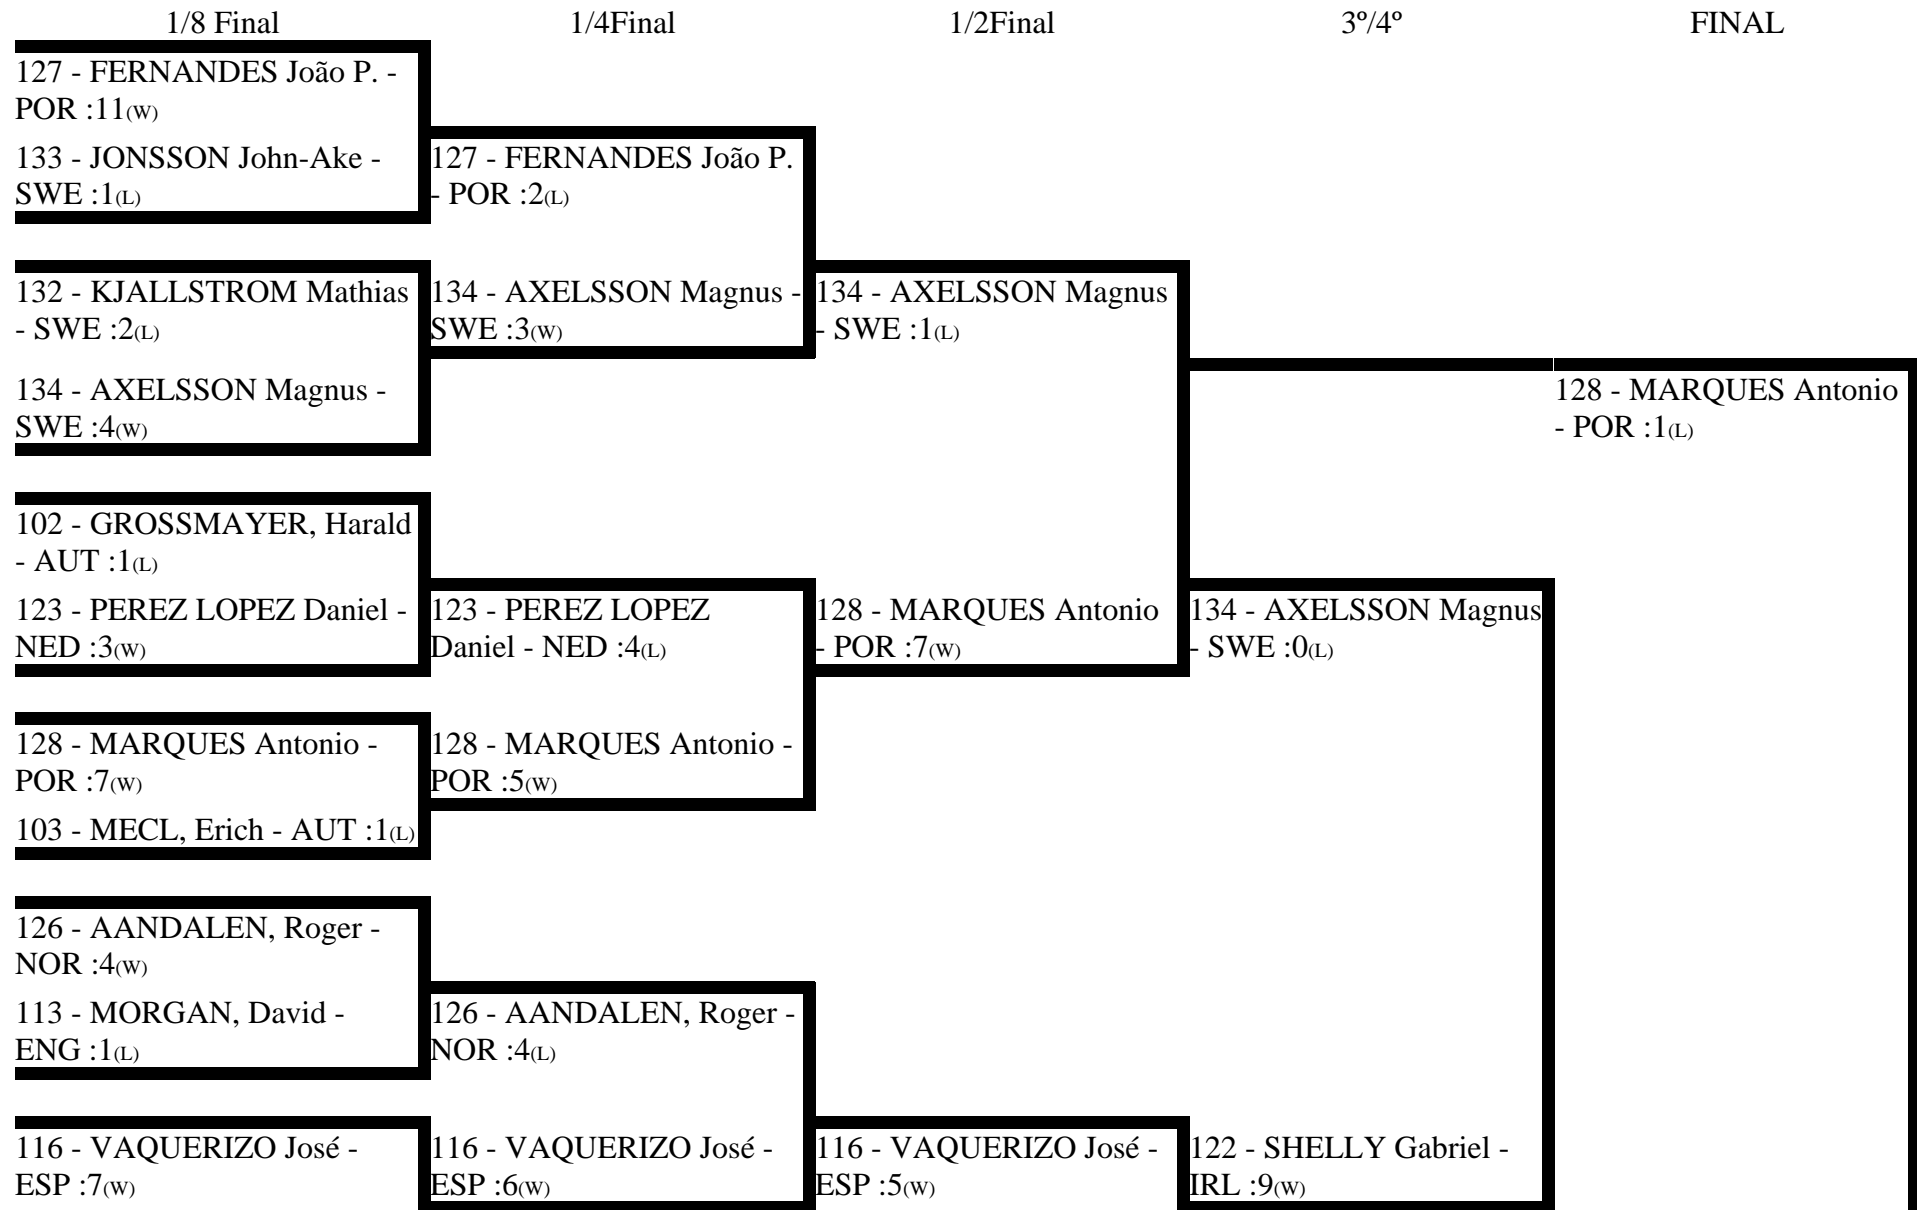 1/8 Final
1/4Final
1/2Final
3º/4º
FINAL
127 - FERNANDES João P. -
POR :11(W)
133 - JONSSON John-Ake -
SWE :1(L)
132 - KJALLSTROM Mathias
- SWE :2(L)
134 - AXELSSON Magnus -
SWE :4(W)
102 - GROSSMAYER, Harald
- AUT :1(L)
123 - PEREZ LOPEZ Daniel -
NED :3(W)
128 - MARQUES Antonio -
POR :7(W)
103 - MECL, Erich - AUT :1(L)
126 - AANDALEN, Roger -
NOR :4(W)
113 - MORGAN, David -
ENG :1(L)
116 - VAQUERIZO José -
ESP :7(W)
127 - FERNANDES João P.
- POR :2(L)
134 - AXELSSON Magnus -
SWE :3(W)
123 - PEREZ LOPEZ
Daniel - NED :4(L)
128 - MARQUES Antonio -
POR :5(W)
126 - AANDALEN, Roger -
NOR :4(L)
116 - VAQUERIZO José -
ESP :6(W)
134 - AXELSSON Magnus
- SWE :1(L)
128 - MARQUES Antonio
- POR :7(W)
116 - VAQUERIZO José -
ESP :5(W)
134 - AXELSSON Magnus
- SWE :0(L)
122 - SHELLY Gabriel -
IRL :9(W)
128 - MARQUES Antonio
- POR :1(L)